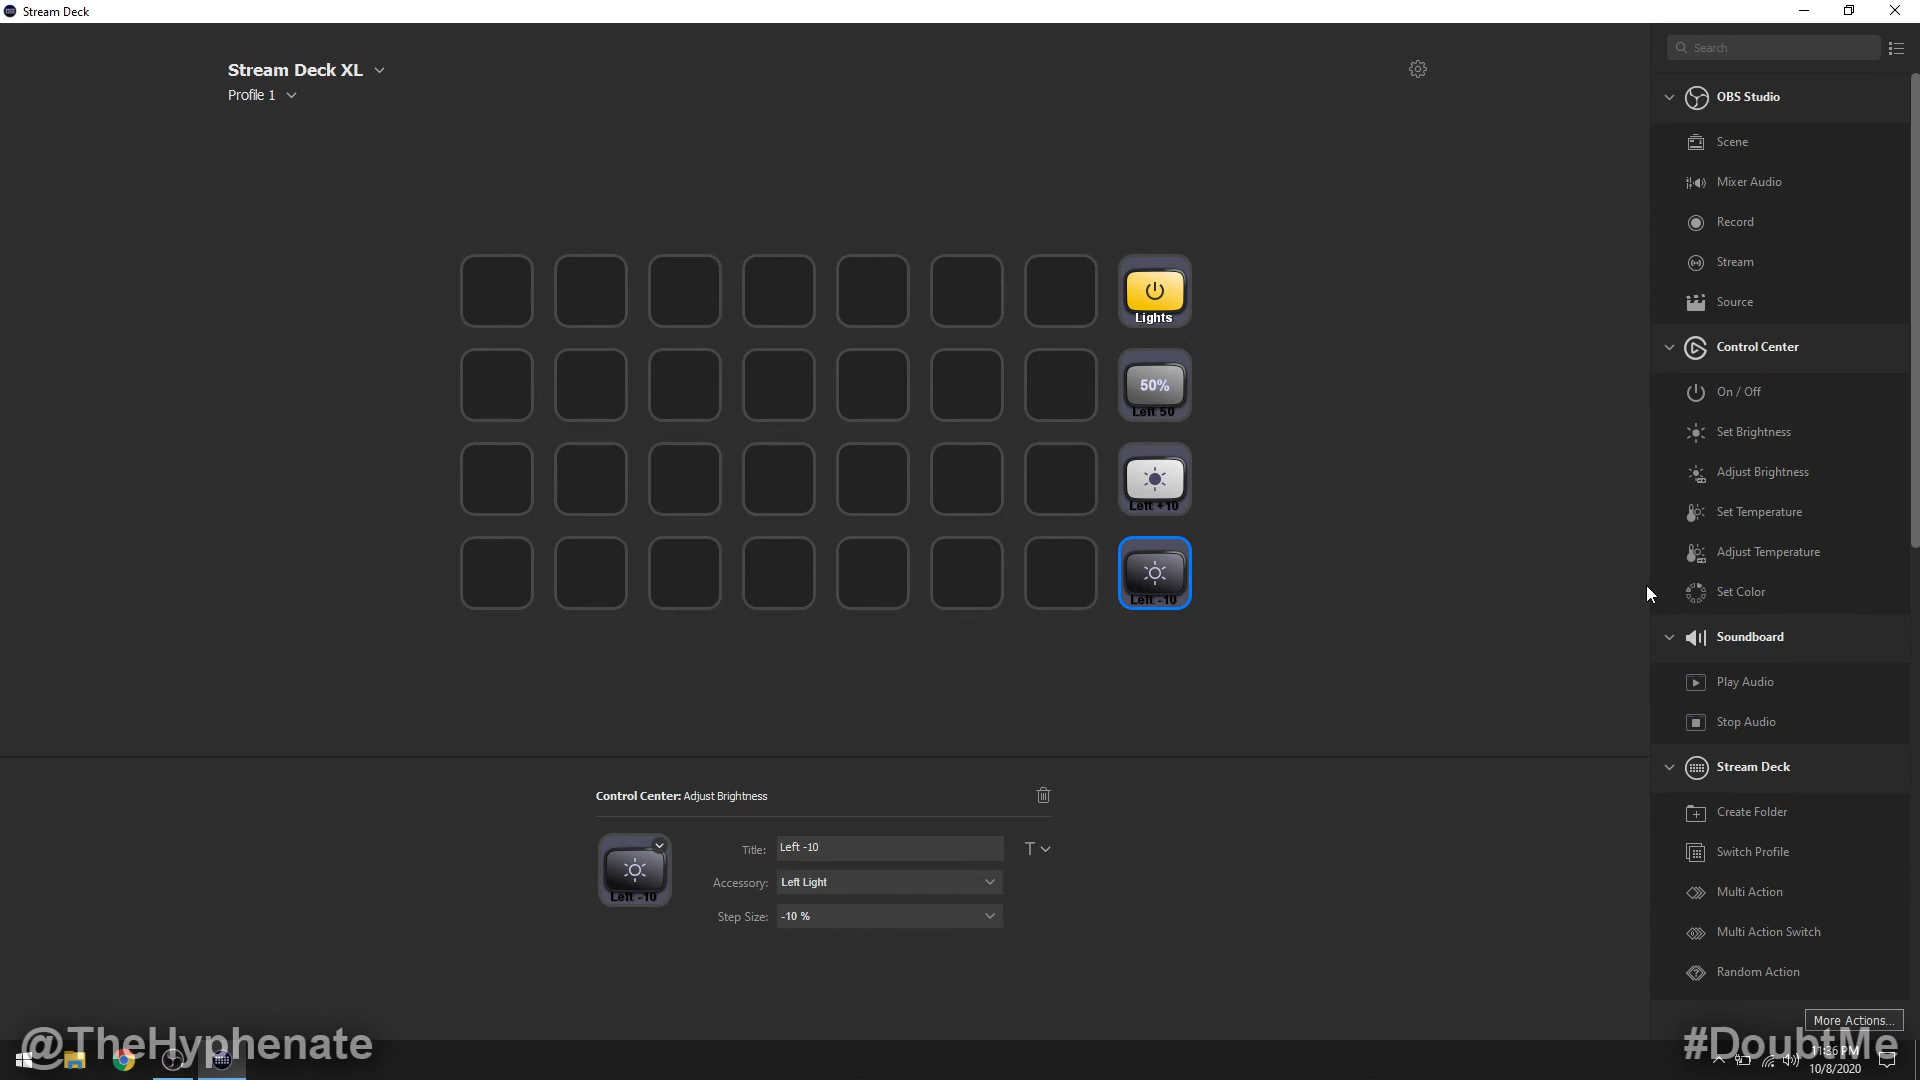 Stream Deck
Search
Stream Deck XL
Profile 1
OBS Studio
Scene
Mixer Audio
Record
Stream
Source
Control Center
On / Off
Set Brightness
Adjust Brightness
Set Temperature
Adjust Temperature
Set Color
Soundboard
Play Audio
Stop Audio
Stream Deck
Create Folder
Switch Profile
Multi Action
Multi Action Switch
Random Action
More Actions...
Lights
50%
Left 50
Left +10
Left -10
Control Center: Adjust Brightness
Title: Left -10
T
Accessory: Left Light
Step Size: -10 %
Left -10
@TheHyphenate
#DoubtMe
11:36 PM
10/8/2020